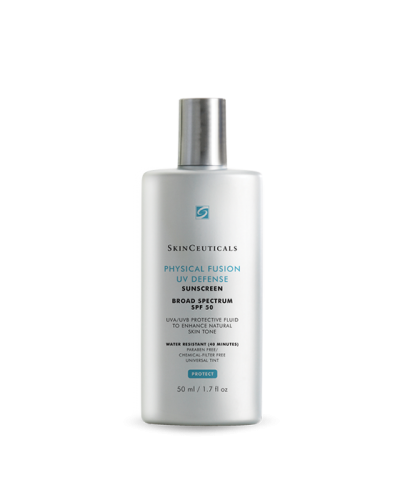 SKINCEUTICALS
PHYSICAL FUSION
UV DEFENSE
SUNSCREEN
BROAD SPECTRUM
SPF 50
UVA/UVB PROTECTIVE FLUID
TO ENHANCE NATURAL
SKIN TONE
WATER RESISTANT (40 MINUTES)
PARABEN FREE/
CHEMICAL FILTER FREE
UNIVERSAL TINT
PROTECT
50 ml / 1.7 fl oz